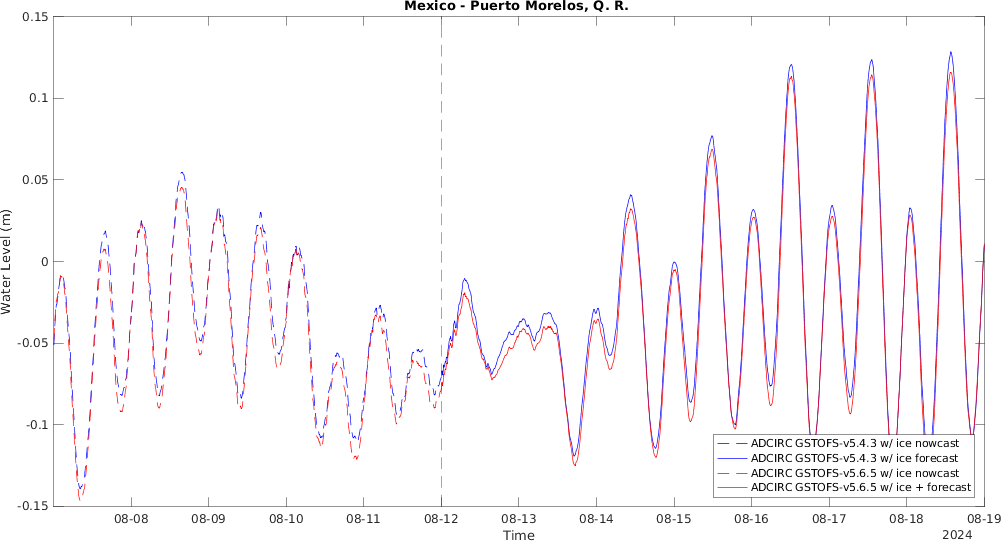 Mexico - Puerto Morelos, Q. R.
0.15
0.1
0.05
0
-0.05
-0.1
-0.15
Water Level (m)
08-08
08-09
08-10
08-11
08-12
08-13
08-14
08-15
08-16
08-17
08-18
08-19
Time
2024
ADCIRC GSTOFS-v5.4.3 w/ ice nowcast
ADCIRC GSTOFS-v5.4.3 w/ ice forecast
ADCIRC GSTOFS-v5.6.5 w/ ice nowcast
ADCIRC GSTOFS-v5.6.5 w/ ice + forecast